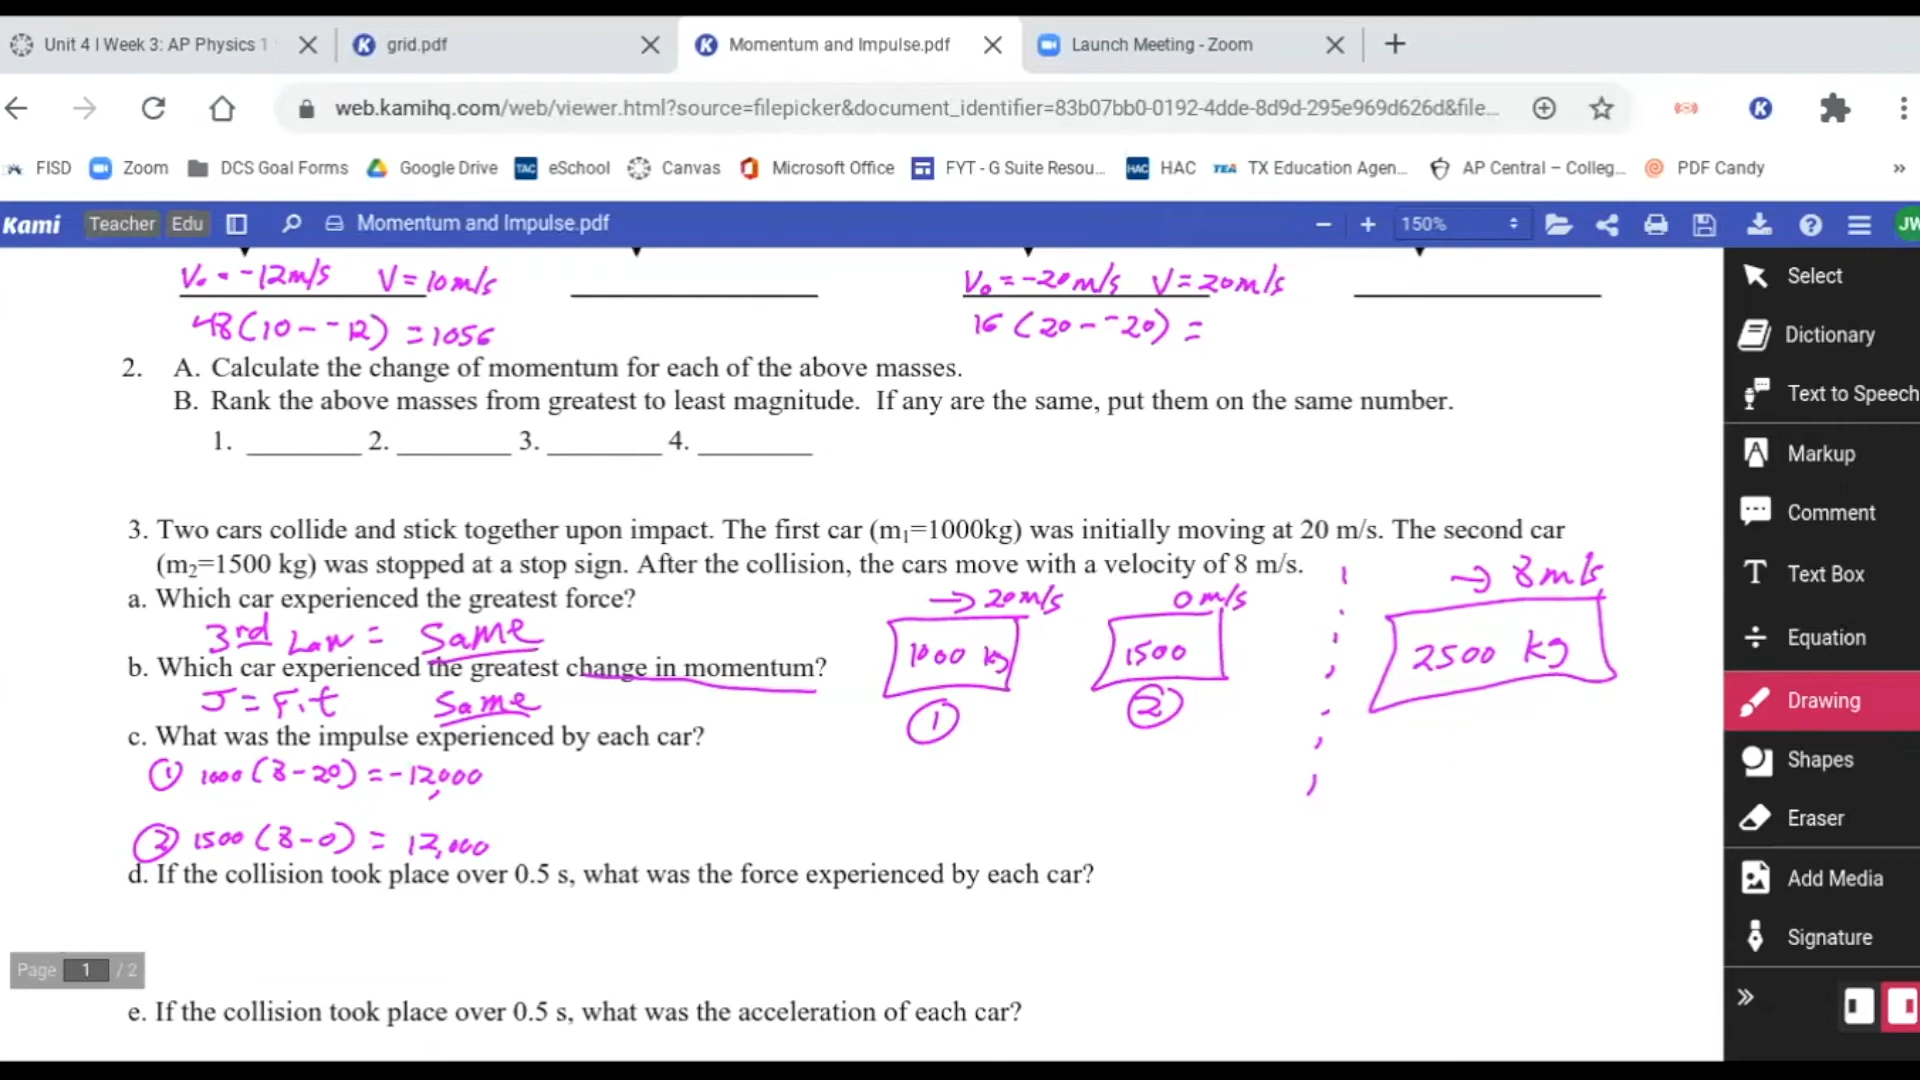 Unit 4 | Week 3: AP Physics 1
grid.pdf
Momentum and Impulse.pdf
Launch Meeting - Zoom
web.kamihq.com/web/viewer.html?source=filepicker&document_identifier=83b07bb0-0192-4dde-8d9d-295e969d626d&file...
FISD Zoom DCS Goal Forms Google Drive TAC eSchool Canvas Microsoft Office FYT - G Suite Resou... HAC HAC TEA TX Education Agen... AP Central – Colleg... PDF Candy »
Kami Teacher Edu Momentum and Impulse.pdf 150% JW
V₀ = -12m/s V = 10m/s
V₀ = -20m/s V = 20m/s
48(10 - -12) = 1056
16(20 - -20) =
2. A. Calculate the change of momentum for each of the above masses.
B. Rank the above masses from greatest to least magnitude. If any are the same, put them on the same number.
1. ________ 2. ________ 3. ________ 4. ________
3. Two cars collide and stick together upon impact. The first car (m₁=1000kg) was initially moving at 20 m/s. The second car
(m₂=1500 kg) was stopped at a stop sign. After the collision, the cars move with a velocity of 8 m/s.
→ 8m/s
a. Which car experienced the greatest force?
→ 20m/s
0 m/s
3rd Law = Same
1000 kg
1500
2500 kg
b. Which car experienced the greatest change in momentum?
J = F·t Same
① ②
c. What was the impulse experienced by each car?
① 1000(8-20) = -12,000
② 1500(8-0) = 12,000
d. If the collision took place over 0.5 s, what was the force experienced by each car?
e. If the collision took place over 0.5 s, what was the acceleration of each car?
Page 1 / 2
Select
Dictionary
Text to Speech
Markup
Comment
Text Box
Equation
Drawing
Shapes
Eraser
Add Media
Signature
»